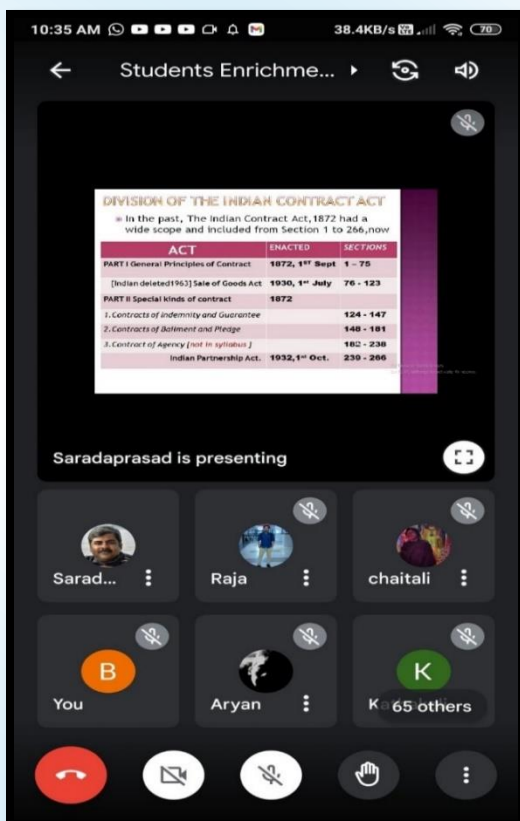 10:35 AM 38.4KB/s 70
Students Enrichme...
DIVISION OF THE INDIAN CONTRACT ACT
In the past, The Indian Contract Act,1872 had a
wide scope and included from Section 1 to 266,now
ACT ENACTED SECTIONS
PART I General Principles of Contract 1872, 1ST Sept 1 – 75
[Indian deleted1963] Sale of Goods Act 1930, 1st July 76 - 123
PART II Special kinds of contract 1872
1.Contracts of Indemnity and Guarantee 124 - 147
2.Contracts of Bailment and Pledge 148 - 181
3.Contract of Agency [not in syllabus ] 182 - 238
Indian Partnership Act. 1932,1st Oct. 239 - 266
Saradaprasad is presenting
Sarad... Raja chaitali
B K
You Aryan 65 others